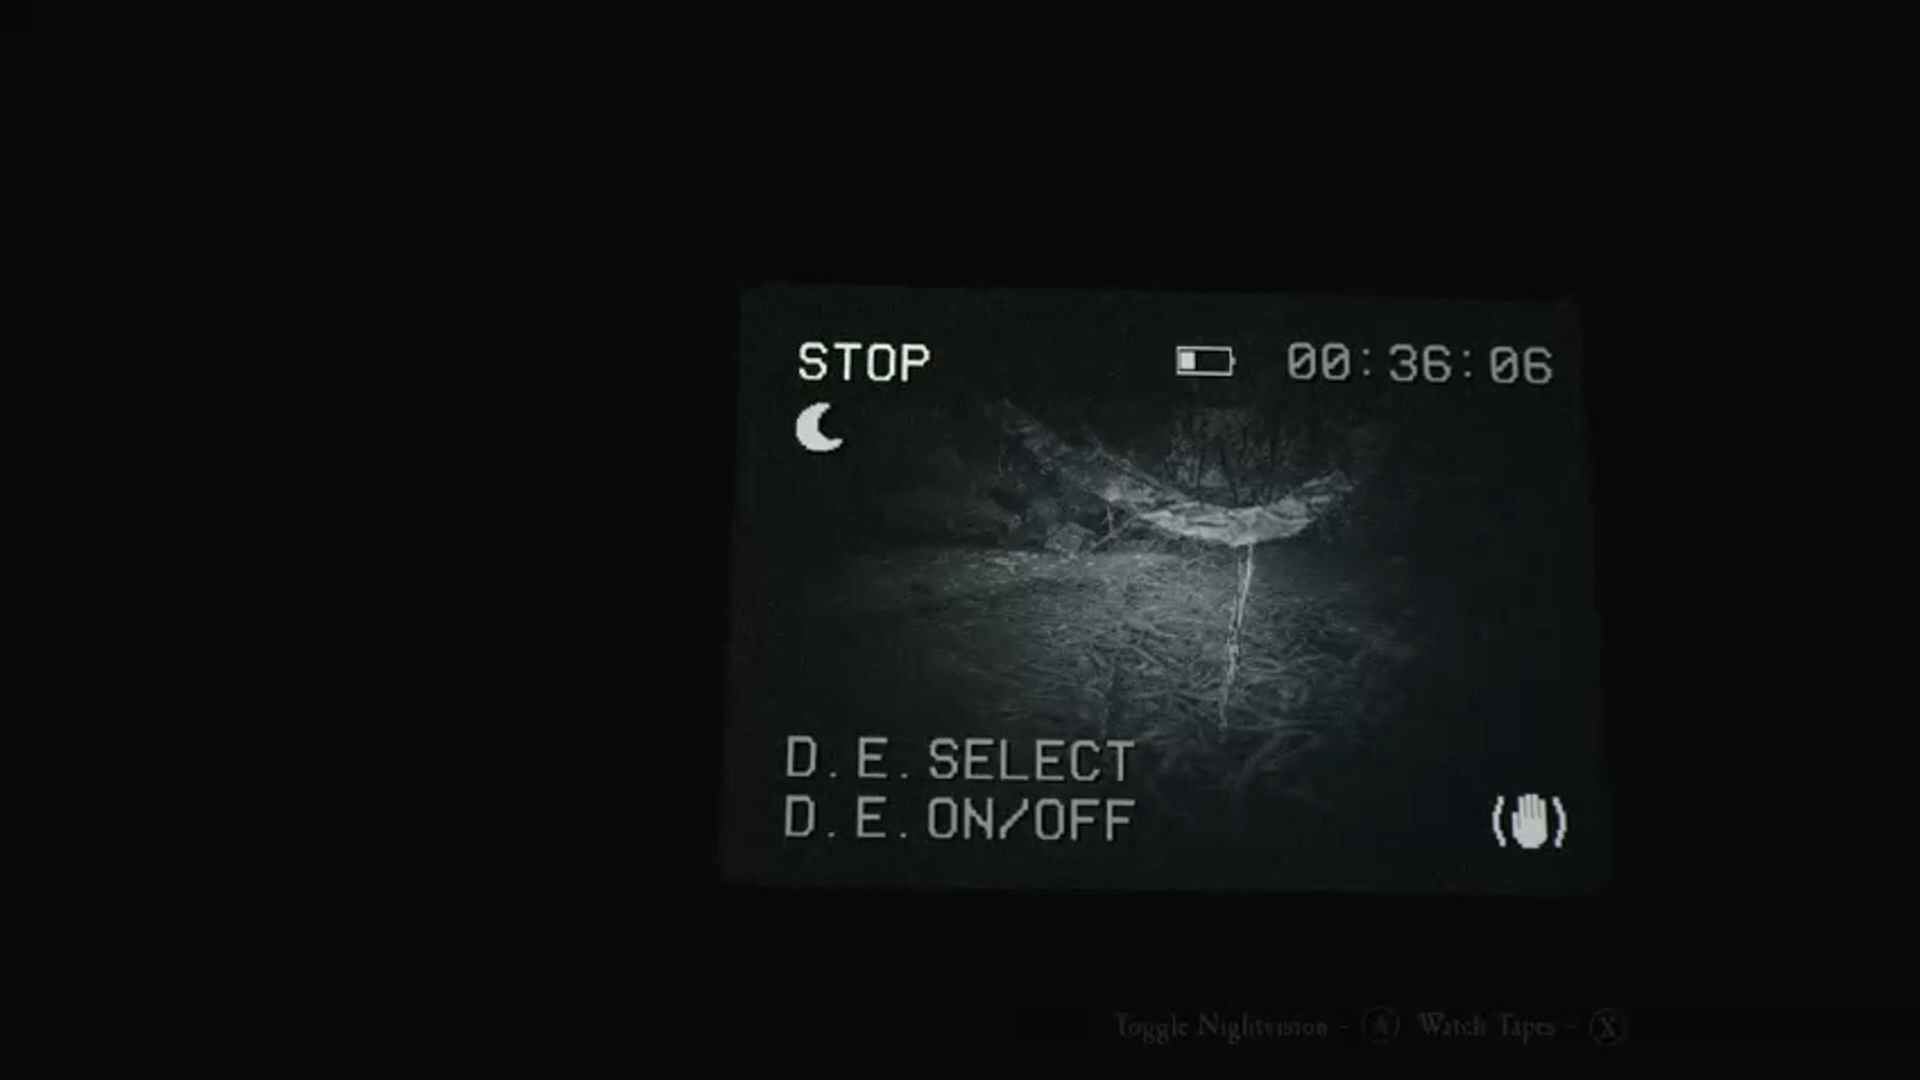 STOP 00:36:06
D.E.SELECT
D.E.ON/OFF
Toggle Nightvision - A Watch Tapes - X